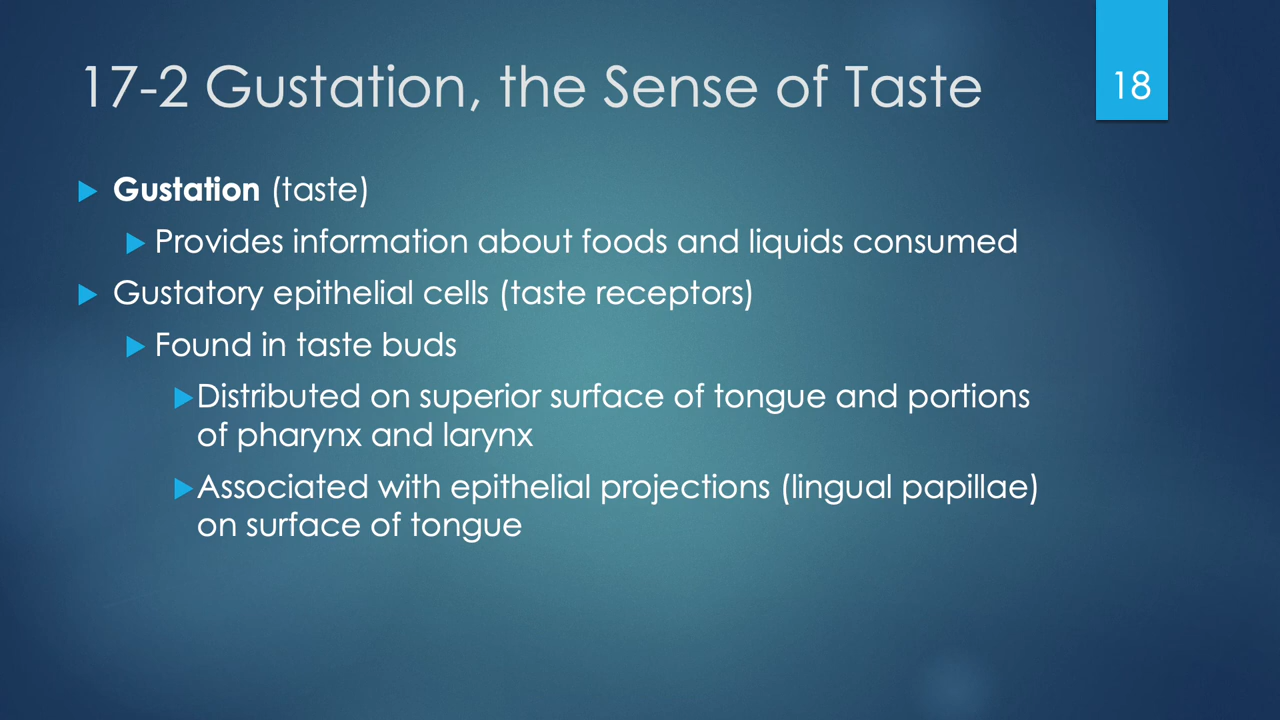 17-2 Gustation, the Sense of Taste
18
Gustation (taste)
Provides information about foods and liquids consumed
Gustatory epithelial cells (taste receptors)
Found in taste buds
Distributed on superior surface of tongue and portions
of pharynx and larynx
Associated with epithelial projections (lingual papillae)
on surface of tongue